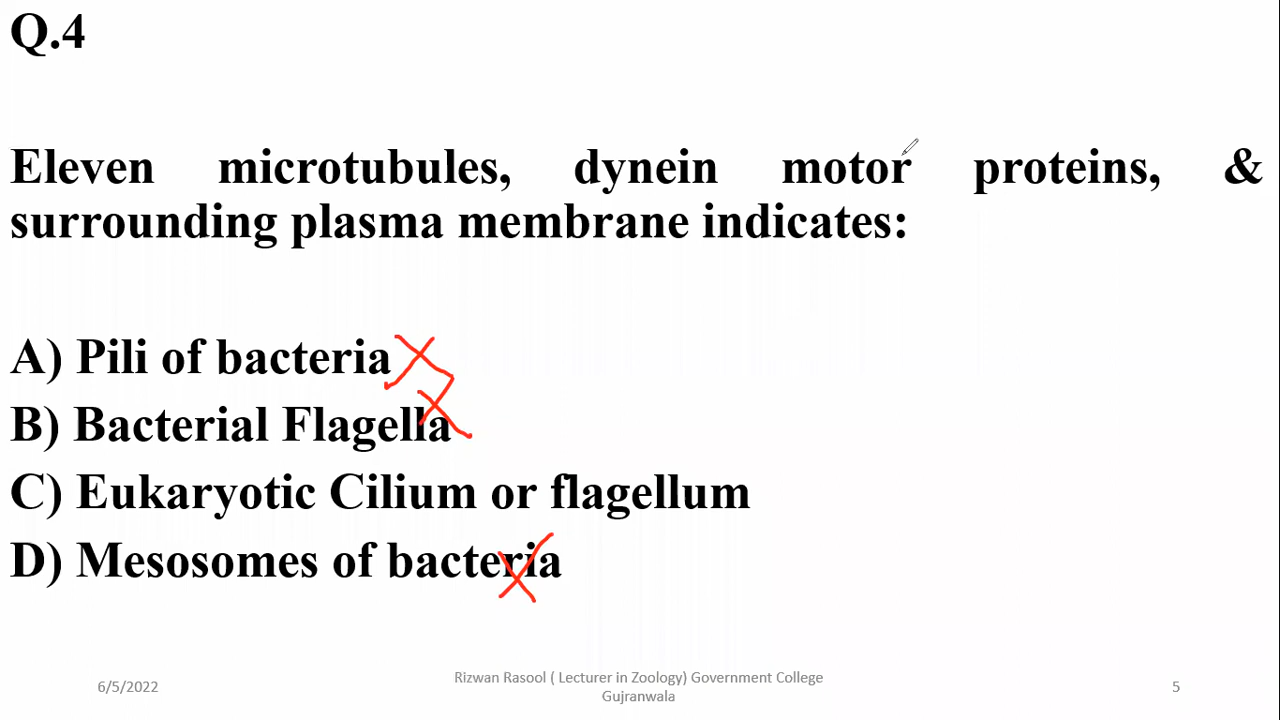 Q.4
Eleven microtubules, dynein motor proteins, &
surrounding plasma membrane indicates:
A) Pili of bacteria
B) Bacterial Flagella
C) Eukaryotic Cilium or flagellum
D) Mesosomes of bacteria
6/5/2022
Rizwan Rasool ( Lecturer in Zoology) Government College
Gujranwala
5